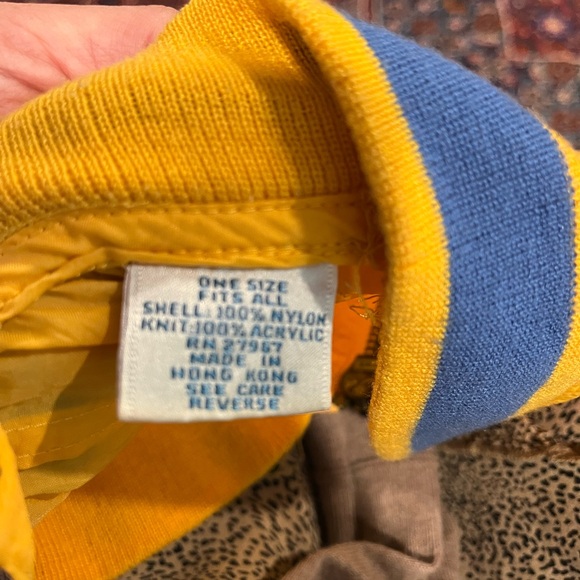 ONE SIZE
FITS ALL
SHELL: 100% NYLON
KNIT: 100% ACRYLIC
RN 27967
MADE IN
HONG KONG
SEE CARE
REVERSE